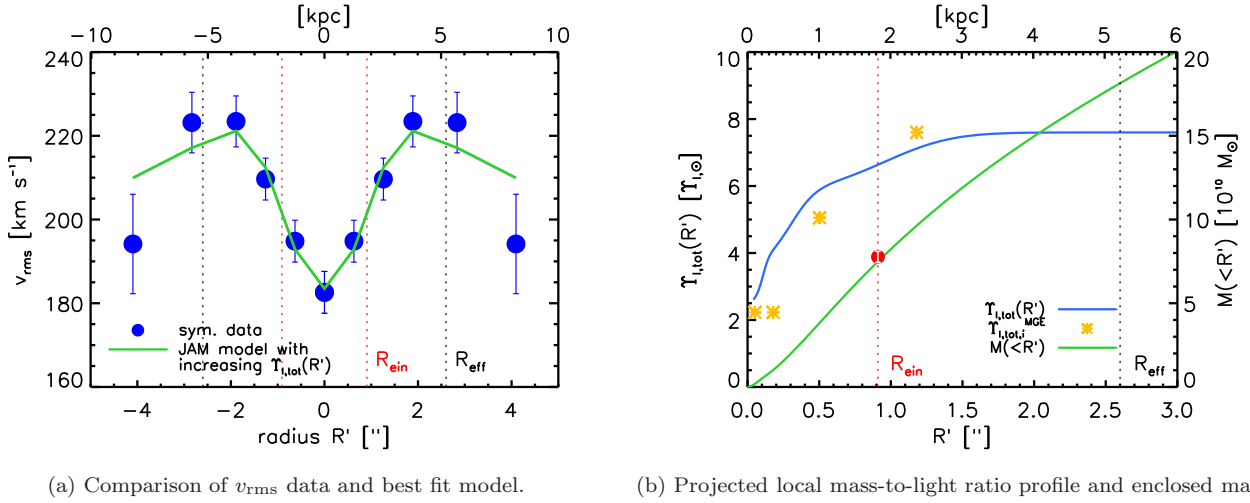 [kpc]
−10 −5 0 5 10
240
220
200
180
160
v_rms [km s⁻¹]
sym. data
JAM model with
increasing ϒ_I,tot(R')
R_ein
R_eff
−4 −2 0 2 4
radius R' ["]
(a) Comparison of v_rms data and best fit model.
[kpc]
0 1 2 3 4 5 6
10
8
6
4
2
0
ϒ_I,tot(R') [ϒ_I,⊙]
20
15
10
5
0
M(<R') [10¹⁰ M_⊙]
ϒ_I,tot(R')
ϒ_I,tot,i^MGE
M(<R')
R_ein
R_eff
0.0 0.5 1.0 1.5 2.0 2.5 3.0
R' ["]
(b) Projected local mass-to-light ratio profile and enclosed ma